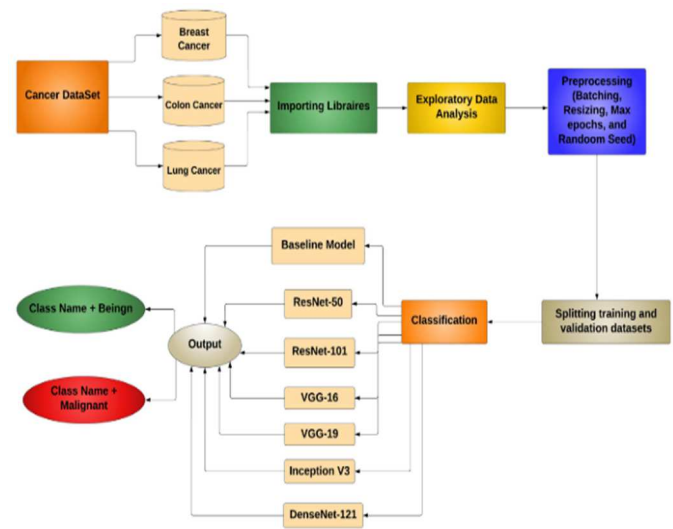 Breast
Cancer
Cancer DataSet
Colon Cancer
Lung Cancer
Importing Libraires
Exploratory Data
Analysis
Preprocessing
(Batching,
Resizing, Max
epochs, and
Randoom Seed)
Splitting training and
validation datasets
Classification
Baseline Model
ResNet-50
ResNet-101
VGG-16
VGG-19
Inception V3
DenseNet-121
Output
Class Name + Beingn
Class Name +
Malignant